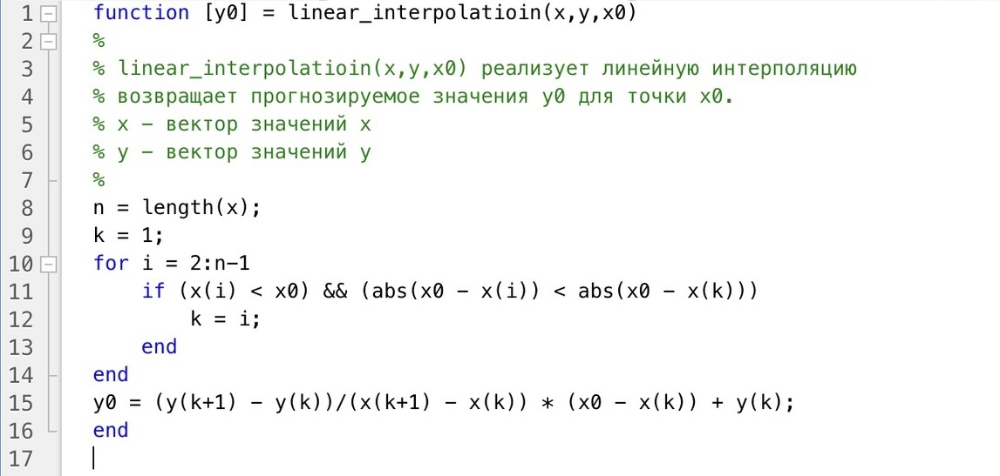 1 function [y0] = linear_interpolatioin(x,y,x0)
2 %
3 % linear_interpolatioin(x,y,x0) реализует линейную интерполяцию
4 % возвращает прогнозируемое значения y0 для точки x0.
5 % x – вектор значений x
6 % y – вектор значений y
7 %
8 n = length(x);
9 k = 1;
10 for i = 2:n-1
11 if (x(i) < x0) && (abs(x0 - x(i)) < abs(x0 - x(k)))
12 k = i;
13 end
14 end
15 y0 = (y(k+1) - y(k))/(x(k+1) - x(k)) * (x0 - x(k)) + y(k);
16 end
17